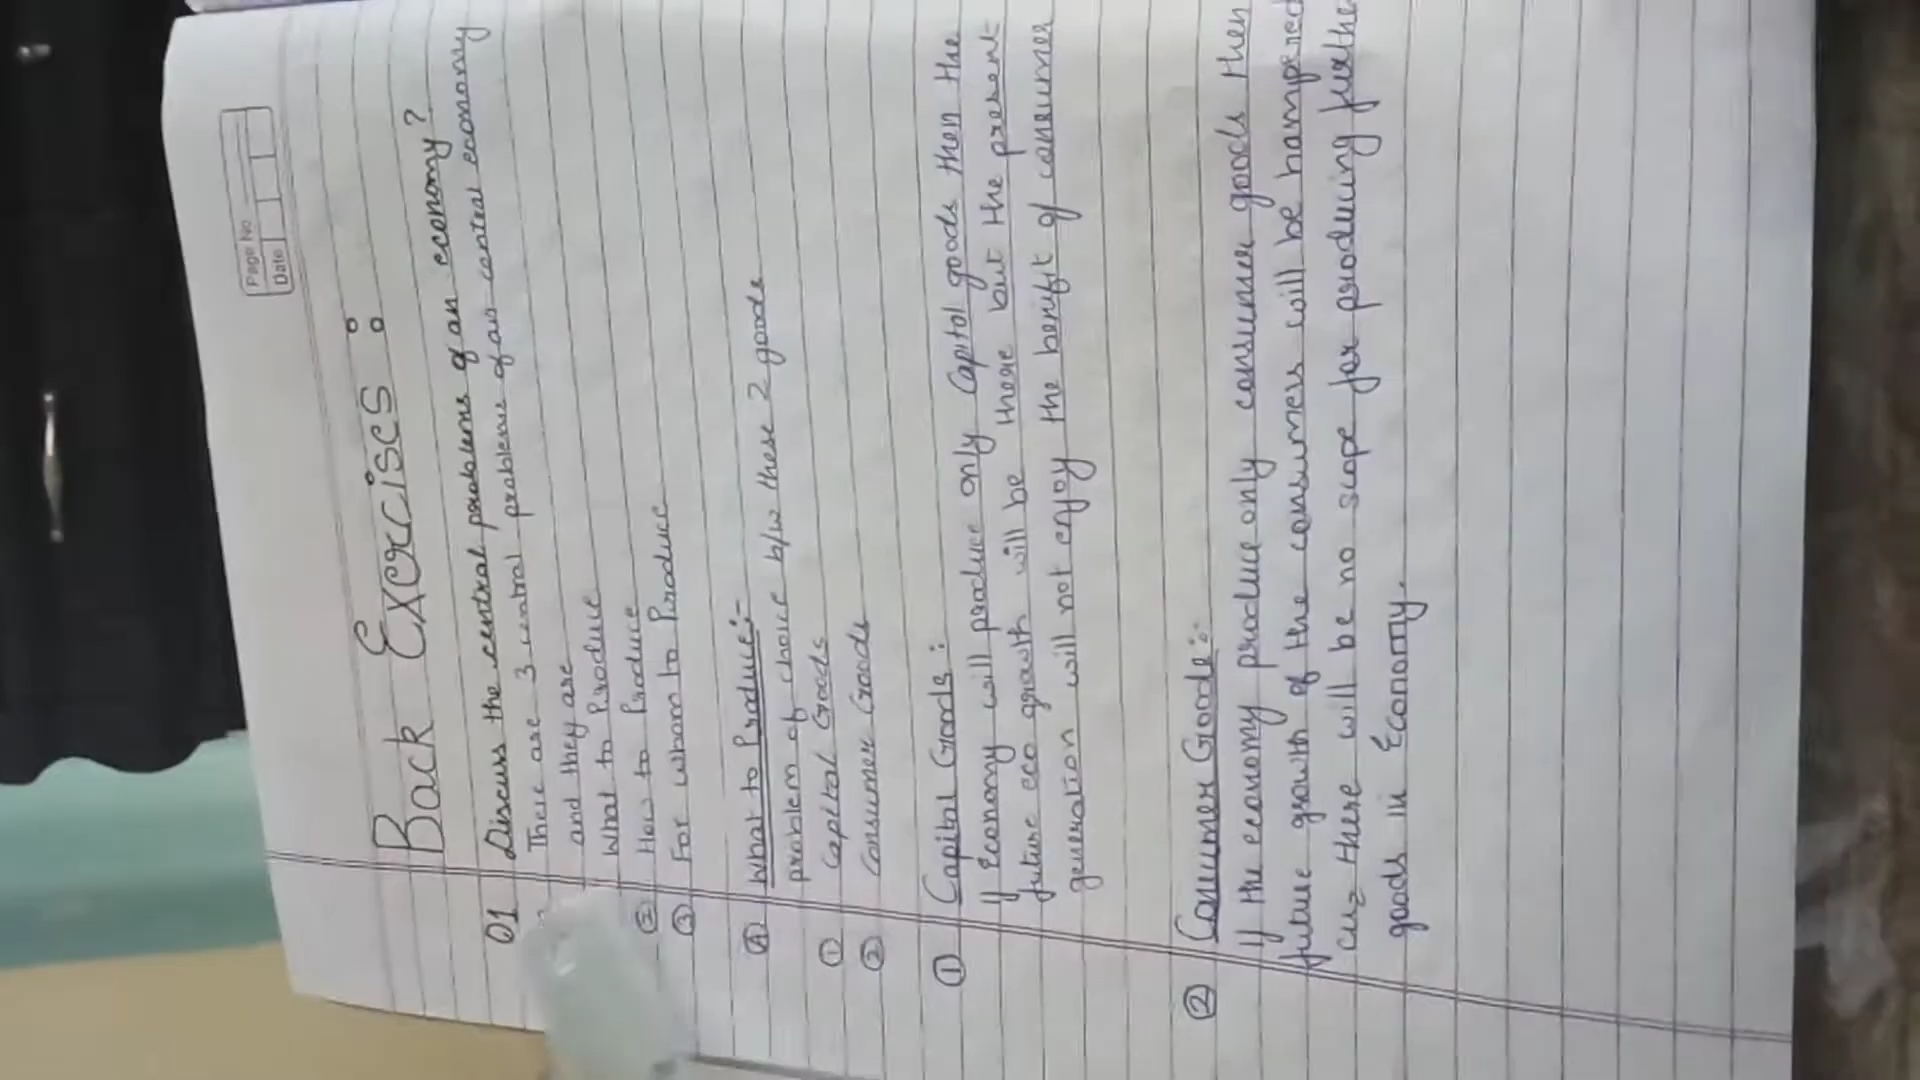 Page No
Date
Back Exercises :
Q1 Discuss the central problems of an economy?
There are 3 central problems of an central economy
and they are
What to Produce
② How to Produce
③ For whom to Produce
Ⓐ What to Produce:-
problem of choice b/w these 2 goods
① Capital Goods
② Consumer Goods
① Capital Goods :
if Economy will produce only Capital goods then the
future eco growth will be there but the present
generation will not enjoy the benifit of consumer
② Consumer Goods:-
if the economy produce only consumer goods then
future growth of the consumers will be hampered
cuz there will be no scope for producing further
goods in Economy.